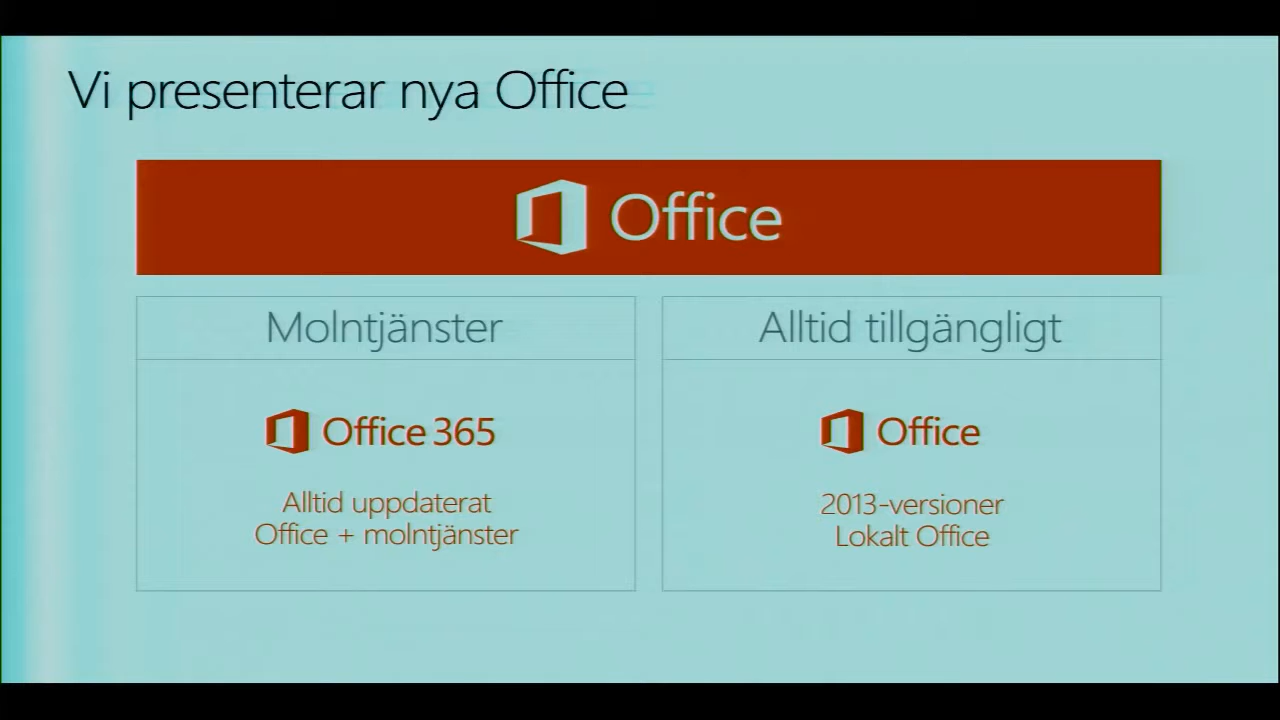 Vi presenterar nya Office
Office
Molntjänster
Alltid tillgängligt
Office 365
Office
Alltid uppdaterat
Office + molntjänster
2013-versioner
Lokalt Office